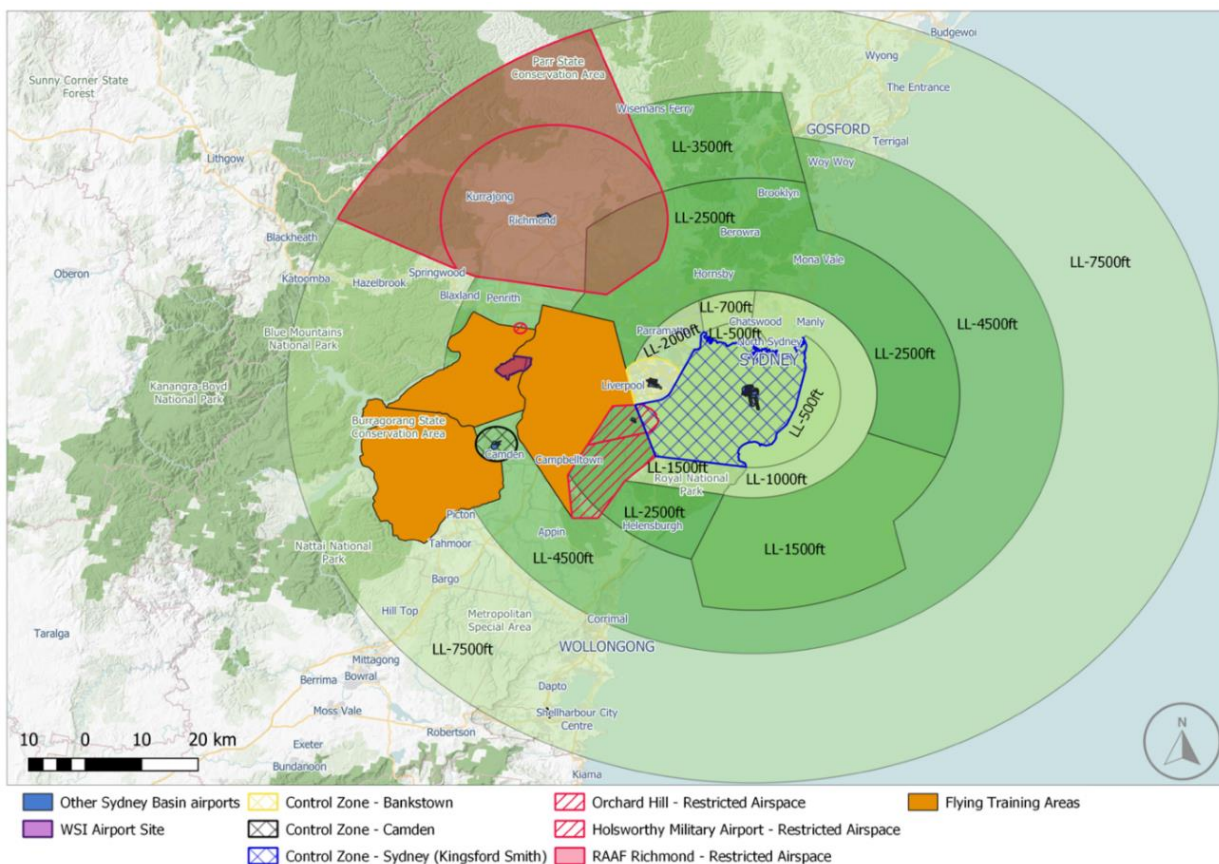 Budgewoi
Wyong
Parr State
Conservation Area
Sunny Corner State
Forest
The Entrance
Wisemans Ferry
GOSFORD
Terrigal
LL-3500ft
Lithgow
Woy Woy
Kurrajong
Brooklyn
Richmond
LL-2500ft
Berowra
Blackheath
Mona Vale
LL-7500ft
Oberon
Katoomba
Springwood
Hornsby
Hazelbrook
Blaxland
Penrith
LL-700ft
Chatswood
Manly
LL-4500ft
Blue Mountains
National Park
Parramatta
LL-500ft
LL-2000ft
North Sydney
SYDNEY
LL-2500ft
Kanangra-Boyd
National Park
Liverpool
LL-500ft
Burragorang State
Conservation Area
Camden
Campbelltown
LL-1500ft
Royal National
Park
LL-1000ft
Picton
LL-2500ft
Helensburgh
Appin
Nattai National
Park
Tahmoor
LL-4500ft
LL-1500ft
Bargo
Hill Top
Metropolitan
Special Area
Corrimal
Taralga
LL-7500ft
WOLLONGONG
Mittagong
Berrima
Bowral
Dapto
Moss Vale
Shellharbour City
Centre
Robertson
Exeter
Bundanoon
Kiama
10 0 10 20 km
N
Other Sydney Basin airports
WSI Airport Site
Control Zone - Bankstown
Control Zone - Camden
Control Zone - Sydney (Kingsford Smith)
Orchard Hill - Restricted Airspace
Holsworthy Military Airport - Restricted Airspace
RAAF Richmond - Restricted Airspace
Flying Training Areas